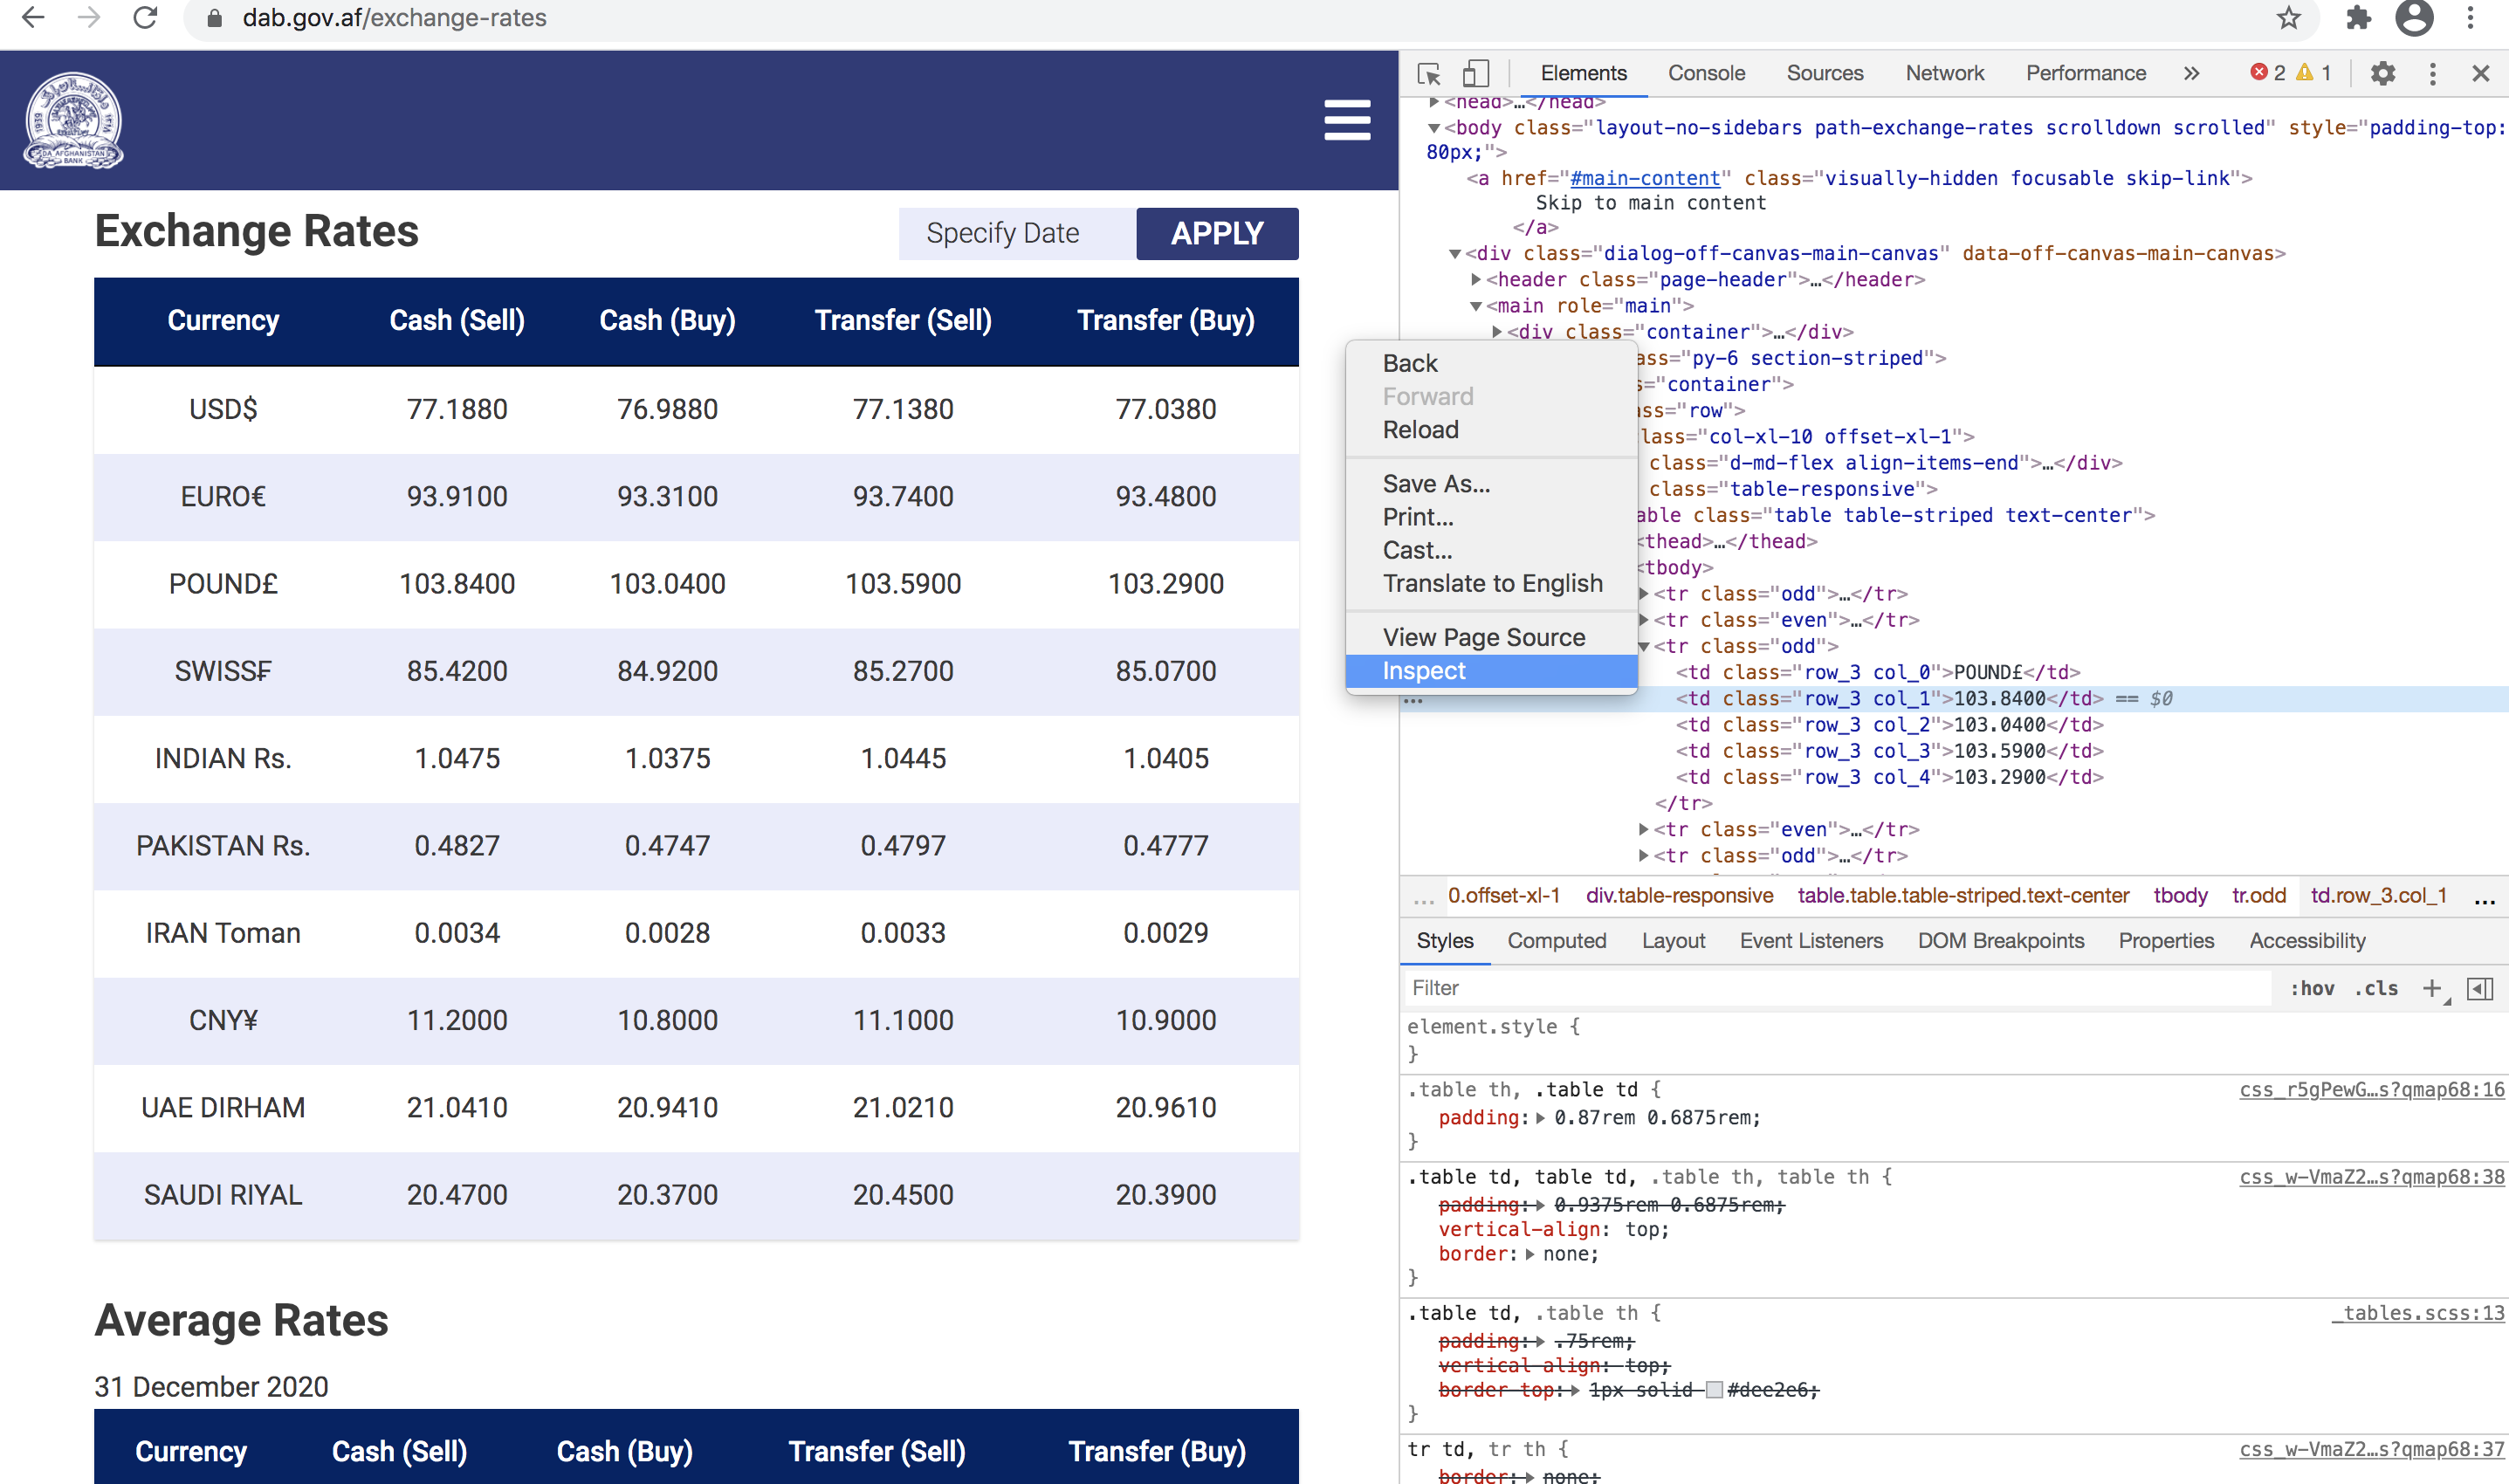 dab.gov.af/exchange-rates
1939
DA AFGHANISTAN
BANK
Exchange Rates
Specify Date APPLY
Currency Cash (Sell) Cash (Buy) Transfer (Sell) Transfer (Buy)
USD$ 77.1880 76.9880 77.1380 77.0380
EURO€ 93.9100 93.3100 93.7400 93.4800
POUND£ 103.8400 103.0400 103.5900 103.2900
SWISS₣ 85.4200 84.9200 85.2700 85.0700
INDIAN Rs. 1.0475 1.0375 1.0445 1.0405
PAKISTAN Rs. 0.4827 0.4747 0.4797 0.4777
IRAN Toman 0.0034 0.0028 0.0033 0.0029
CNY¥ 11.2000 10.8000 11.1000 10.9000
UAE DIRHAM 21.0410 20.9410 21.0210 20.9610
SAUDI RIYAL 20.4700 20.3700 20.4500 20.3900
Average Rates
31 December 2020
Currency Cash (Sell) Cash (Buy) Transfer (Sell) Transfer (Buy)
Back
Forward
Reload
Save As...
Print...
Cast...
Translate to English
View Page Source
Inspect
Elements Console Sources Network Performance » 2 1
<head>…</head>
<body class="layout-no-sidebars path-exchange-rates scrolldown scrolled" style="padding-top:
80px;">
<a href="#main-content" class="visually-hidden focusable skip-link">
Skip to main content
</a>
<div class="dialog-off-canvas-main-canvas" data-off-canvas-main-canvas>
<header class="page-header">…</header>
<main role="main">
<div class="container">…</div>
ass="py-6 section-striped">
s="container">
ass="row">
lass="col-xl-10 offset-xl-1">
class="d-md-flex align-items-end">…</div>
class="table-responsive">
able class="table table-striped text-center">
<thead>…</thead>
<tbody>
<tr class="odd">…</tr>
<tr class="even">…</tr>
<tr class="odd">
<td class="row_3 col_0">POUND£</td>
… <td class="row_3 col_1">103.8400</td> == $0
<td class="row_3 col_2">103.0400</td>
<td class="row_3 col_3">103.5900</td>
<td class="row_3 col_4">103.2900</td>
</tr>
<tr class="even">…</tr>
<tr class="odd">…</tr>
... 0.offset-xl-1 div.table-responsive table.table.table-striped.text-center tbody tr.odd td.row_3.col_1 ...
Styles Computed Layout Event Listeners DOM Breakpoints Properties Accessibility
Filter :hov .cls +
element.style {
}
.table th, .table td { css_r5gPewG…s?qmap68:16
padding: 0.87rem 0.6875rem;
}
.table td, table td, .table th, table th { css_w-VmaZ2…s?qmap68:38
padding: 0.9375rem 0.6875rem;
vertical-align: top;
border: none;
}
.table td, .table th { _tables.scss:13
padding: .75rem;
vertical-align: top;
border-top: 1px solid #dee2e6;
}
tr td, tr th { css_w-VmaZ2…s?qmap68:37
border: none;